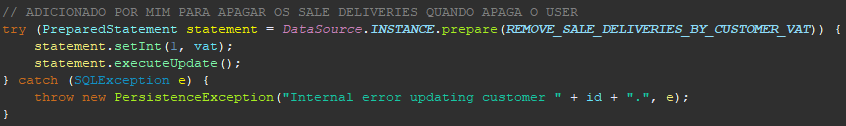 // ADICIONADO POR MIM PARA APAGAR OS SALE DELIVERIES QUANDO APAGA O USER
try (PreparedStatement statement = DataSource.INSTANCE.prepare(REMOVE_SALE_DELIVERIES_BY_CUSTOMER_VAT)) {
    statement.setInt(1, vat);
    statement.executeUpdate();
} catch (SQLException e) {
    throw new PersistenceException("Internal error updating customer " + id + ".", e);
}